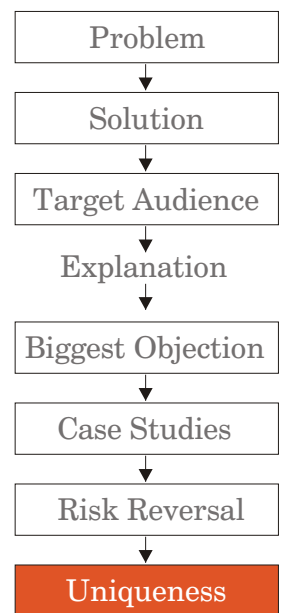 Problem
Solution
Target Audience
Explanation
Biggest Objection
Case Studies
Risk Reversal
Uniqueness